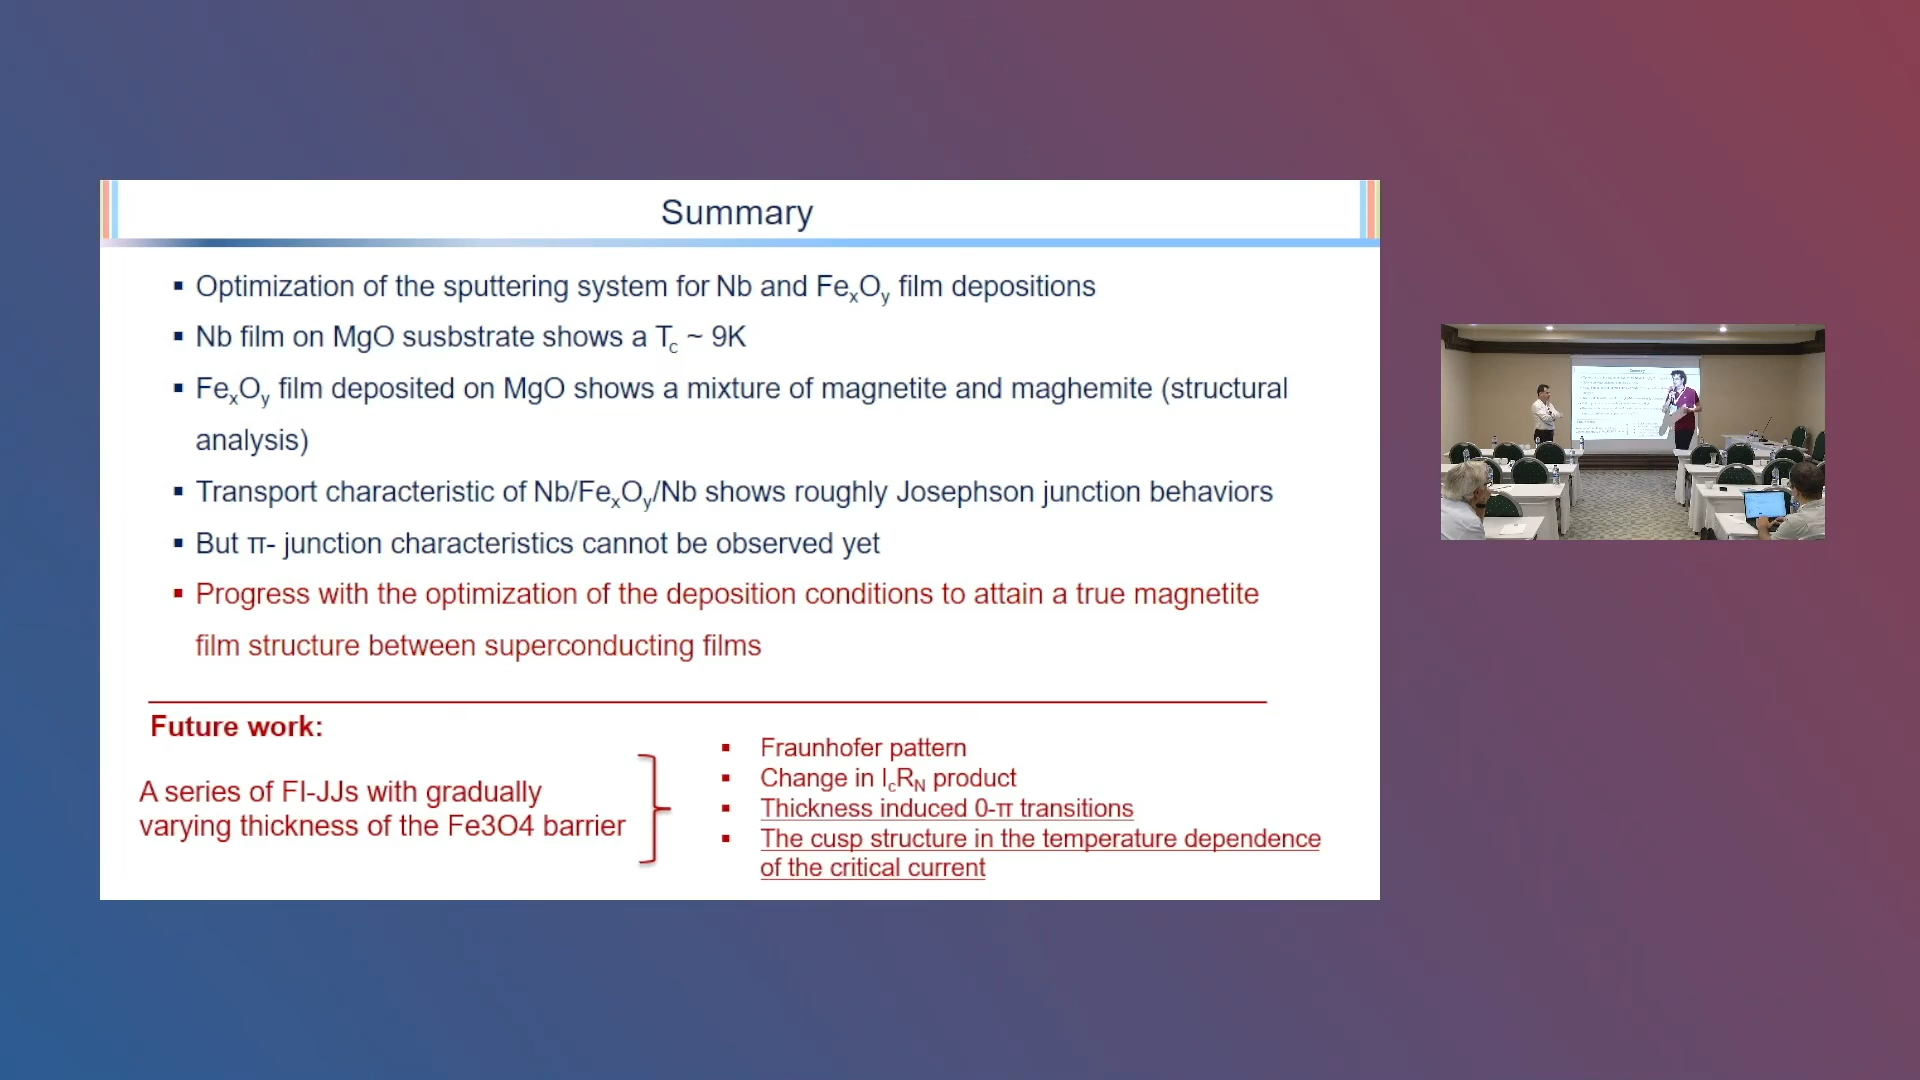 Summary
▪ Optimization of the sputtering system for Nb and FexOy film depositions
▪ Nb film on MgO susbstrate shows a Tc ~ 9K
▪ FexOy film deposited on MgO shows a mixture of magnetite and maghemite (structural
analysis)
▪ Transport characteristic of Nb/FexOy/Nb shows roughly Josephson junction behaviors
▪ But π- junction characteristics cannot be observed yet
▪ Progress with the optimization of the deposition conditions to attain a true magnetite
film structure between superconducting films
Future work:
A series of FI-JJs with gradually
varying thickness of the Fe3O4 barrier
▪ Fraunhofer pattern
▪ Change in IcRN product
▪ Thickness induced 0-π transitions
▪ The cusp structure in the temperature dependence
of the critical current
Summary